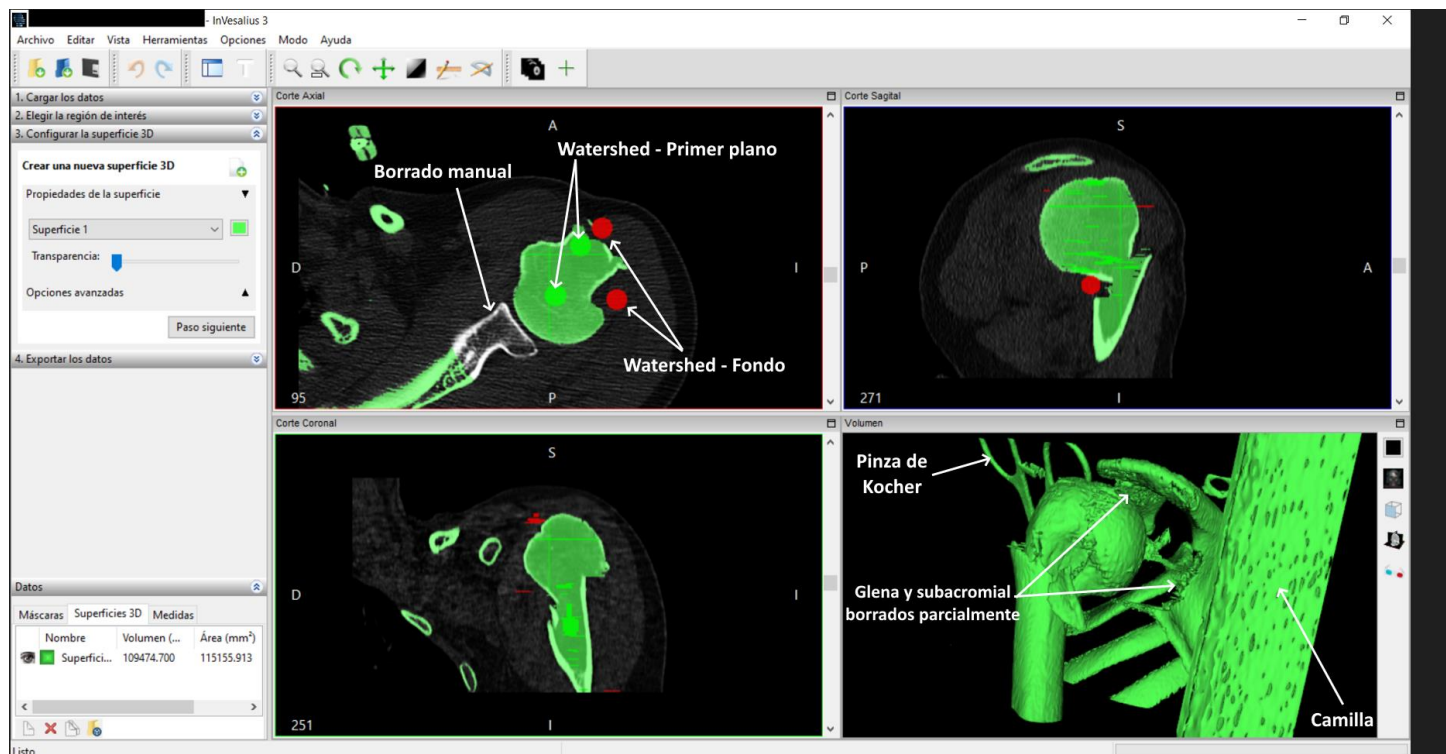 - InVesalius 3
Archivo Editar Vista Herramientas Opciones Modo Ayuda
1. Cargar los datos
2. Elegir la región de interés
3. Configurar la superficie 3D
Crear una nueva superficie 3D
Propiedades de la superficie
Superficie 1
Transparencia:
Opciones avanzadas
Paso siguiente
4. Exportar los datos
Datos
Máscaras Superficies 3D Medidas
Nombre Volumen (... Área (mm²)
Superfici... 109474.700 115155.913
Listo
Corte Axial
A
Watershed - Primer plano
Borrado manual
D
I
Watershed - Fondo
95
P
Corte Sagital
S
P
A
271
I
Corte Coronal
S
D
I
251
I
Volumen
Pinza de
Kocher
Glena y subacromial
borrados parcialmente
Camilla